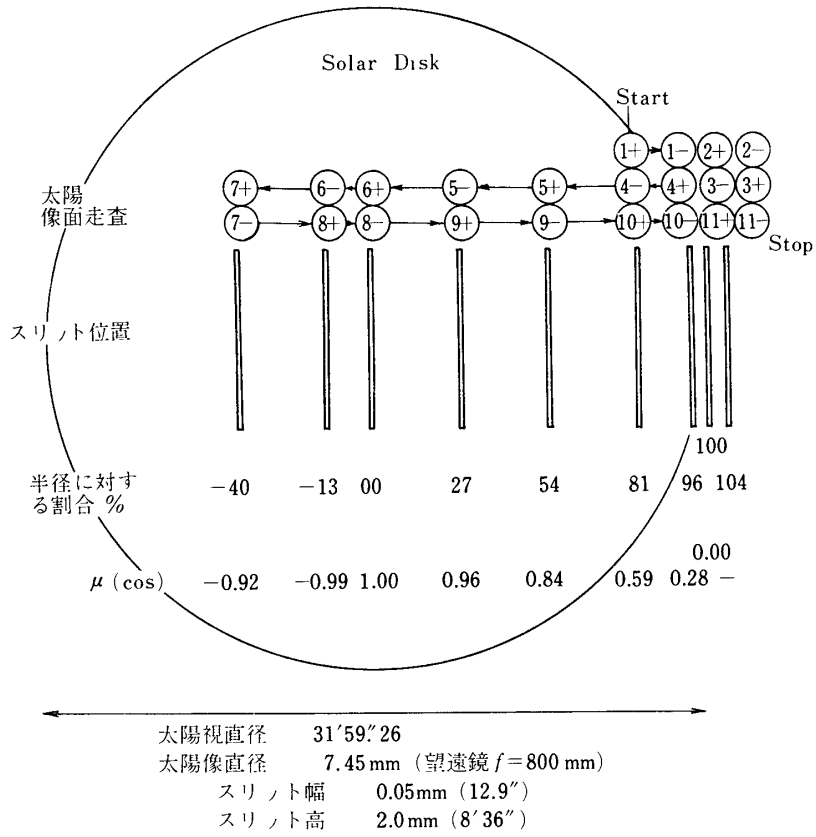 Solar Disk
Start
1+ 1- 2+ 2-
7+ 6- 6+ 5- 5+ 4- 4+ 3- 3+
7- 8+ 8- 9+ 9- 10+ 10- 11+ 11-
Stop
太陽
像面走査
スリット位置
100
半径に対す
る割合 %
-40 -13 00 27 54 81 96 104
0.00
μ (cos) -0.92 -0.99 1.00 0.96 0.84 0.59 0.28 -
太陽視直径 31′59″.26
太陽像直径 7.45mm (望遠鏡 f=800 mm)
スリット幅 0.05mm (12.9″)
スリット高 2.0mm (8′36″)